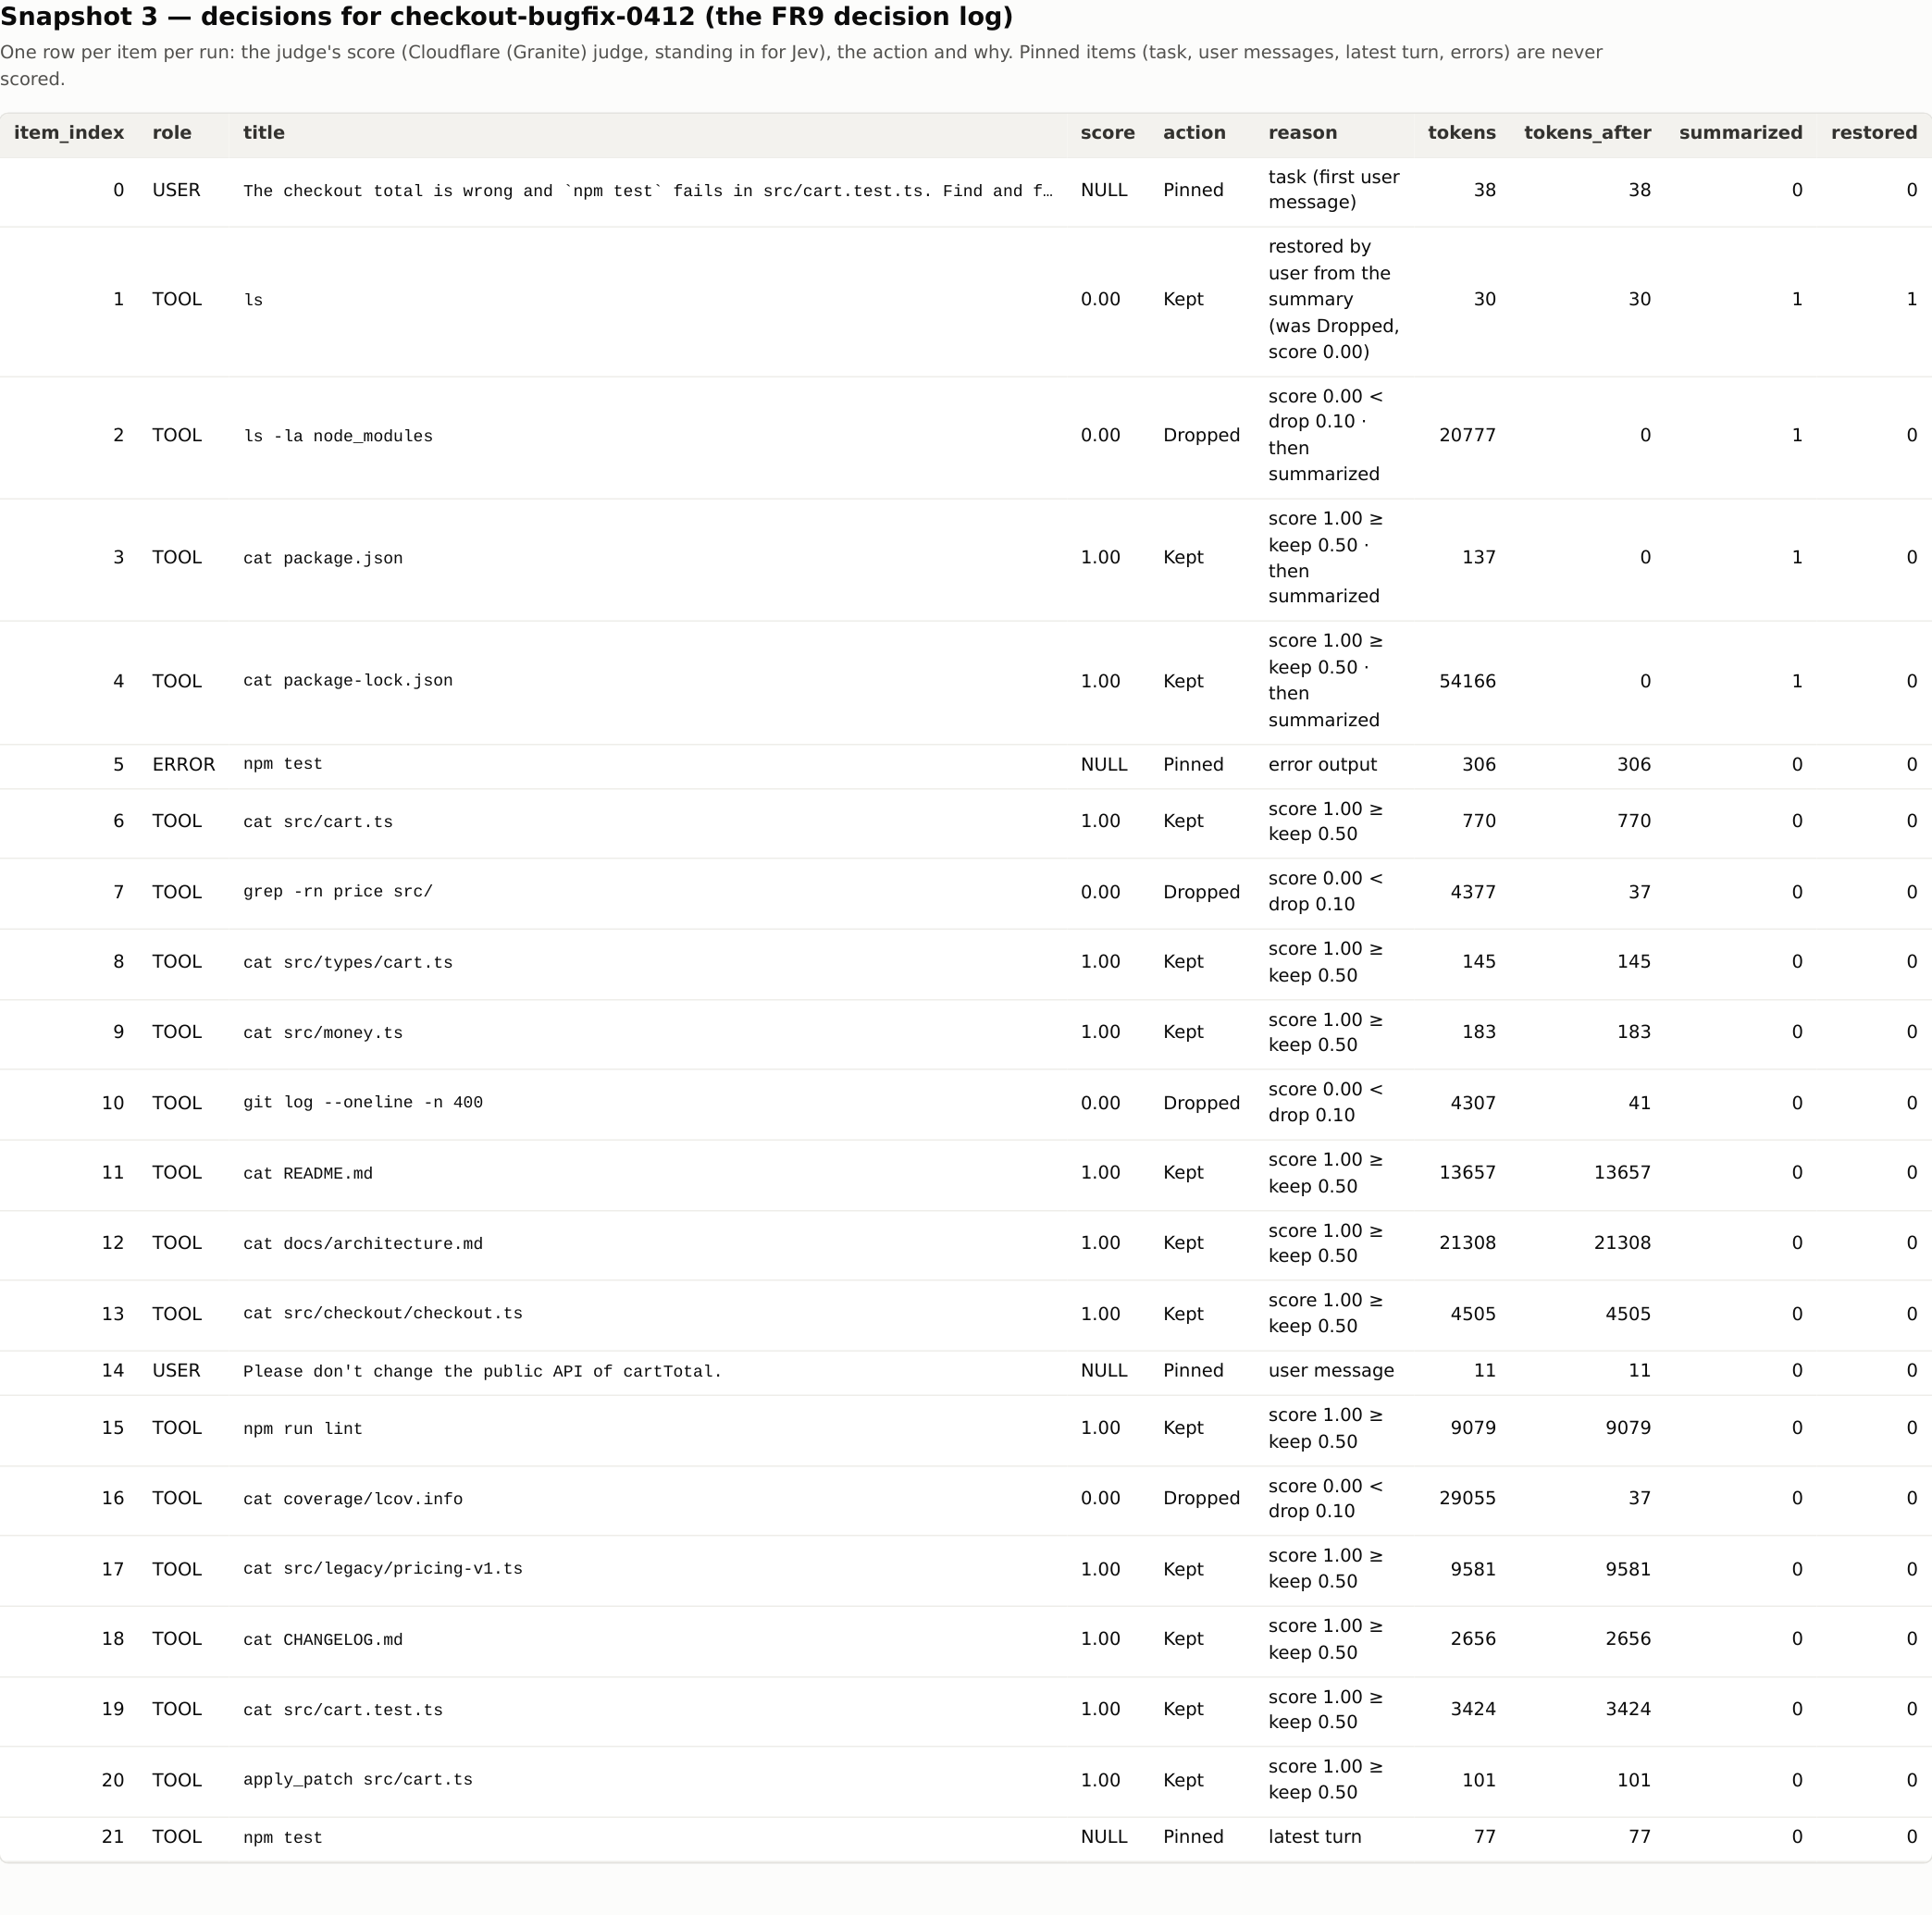 Snapshot 3 — decisions for checkout-bugfix-0412 (the FR9 decision log)
One row per item per run: the judge's score (Cloudflare (Granite) judge, standing in for Jev), the action and why. Pinned items (task, user messages, latest turn, errors) are never
scored.
item_index role title score action reason tokens tokens_after summarized restored
0 USER The checkout total is wrong and `npm test` fails in src/cart.test.ts. Find and f… NULL Pinned task (first user message) 38 38 0 0
1 TOOL ls 0.00 Kept restored by user from the summary (was Dropped, score 0.00) 30 30 1 1
2 TOOL ls -la node_modules 0.00 Dropped score 0.00 < drop 0.10 · then summarized 20777 0 1 0
3 TOOL cat package.json 1.00 Kept score 1.00 ≥ keep 0.50 · then summarized 137 0 1 0
4 TOOL cat package-lock.json 1.00 Kept score 1.00 ≥ keep 0.50 · then summarized 54166 0 1 0
5 ERROR npm test NULL Pinned error output 306 306 0 0
6 TOOL cat src/cart.ts 1.00 Kept score 1.00 ≥ keep 0.50 770 770 0 0
7 TOOL grep -rn price src/ 0.00 Dropped score 0.00 < drop 0.10 4377 37 0 0
8 TOOL cat src/types/cart.ts 1.00 Kept score 1.00 ≥ keep 0.50 145 145 0 0
9 TOOL cat src/money.ts 1.00 Kept score 1.00 ≥ keep 0.50 183 183 0 0
10 TOOL git log --oneline -n 400 0.00 Dropped score 0.00 < drop 0.10 4307 41 0 0
11 TOOL cat README.md 1.00 Kept score 1.00 ≥ keep 0.50 13657 13657 0 0
12 TOOL cat docs/architecture.md 1.00 Kept score 1.00 ≥ keep 0.50 21308 21308 0 0
13 TOOL cat src/checkout/checkout.ts 1.00 Kept score 1.00 ≥ keep 0.50 4505 4505 0 0
14 USER Please don't change the public API of cartTotal. NULL Pinned user message 11 11 0 0
15 TOOL npm run lint 1.00 Kept score 1.00 ≥ keep 0.50 9079 9079 0 0
16 TOOL cat coverage/lcov.info 0.00 Dropped score 0.00 < drop 0.10 29055 37 0 0
17 TOOL cat src/legacy/pricing-v1.ts 1.00 Kept score 1.00 ≥ keep 0.50 9581 9581 0 0
18 TOOL cat CHANGELOG.md 1.00 Kept score 1.00 ≥ keep 0.50 2656 2656 0 0
19 TOOL cat src/cart.test.ts 1.00 Kept score 1.00 ≥ keep 0.50 3424 3424 0 0
20 TOOL apply_patch src/cart.ts 1.00 Kept score 1.00 ≥ keep 0.50 101 101 0 0
21 TOOL npm test NULL Pinned latest turn 77 77 0 0